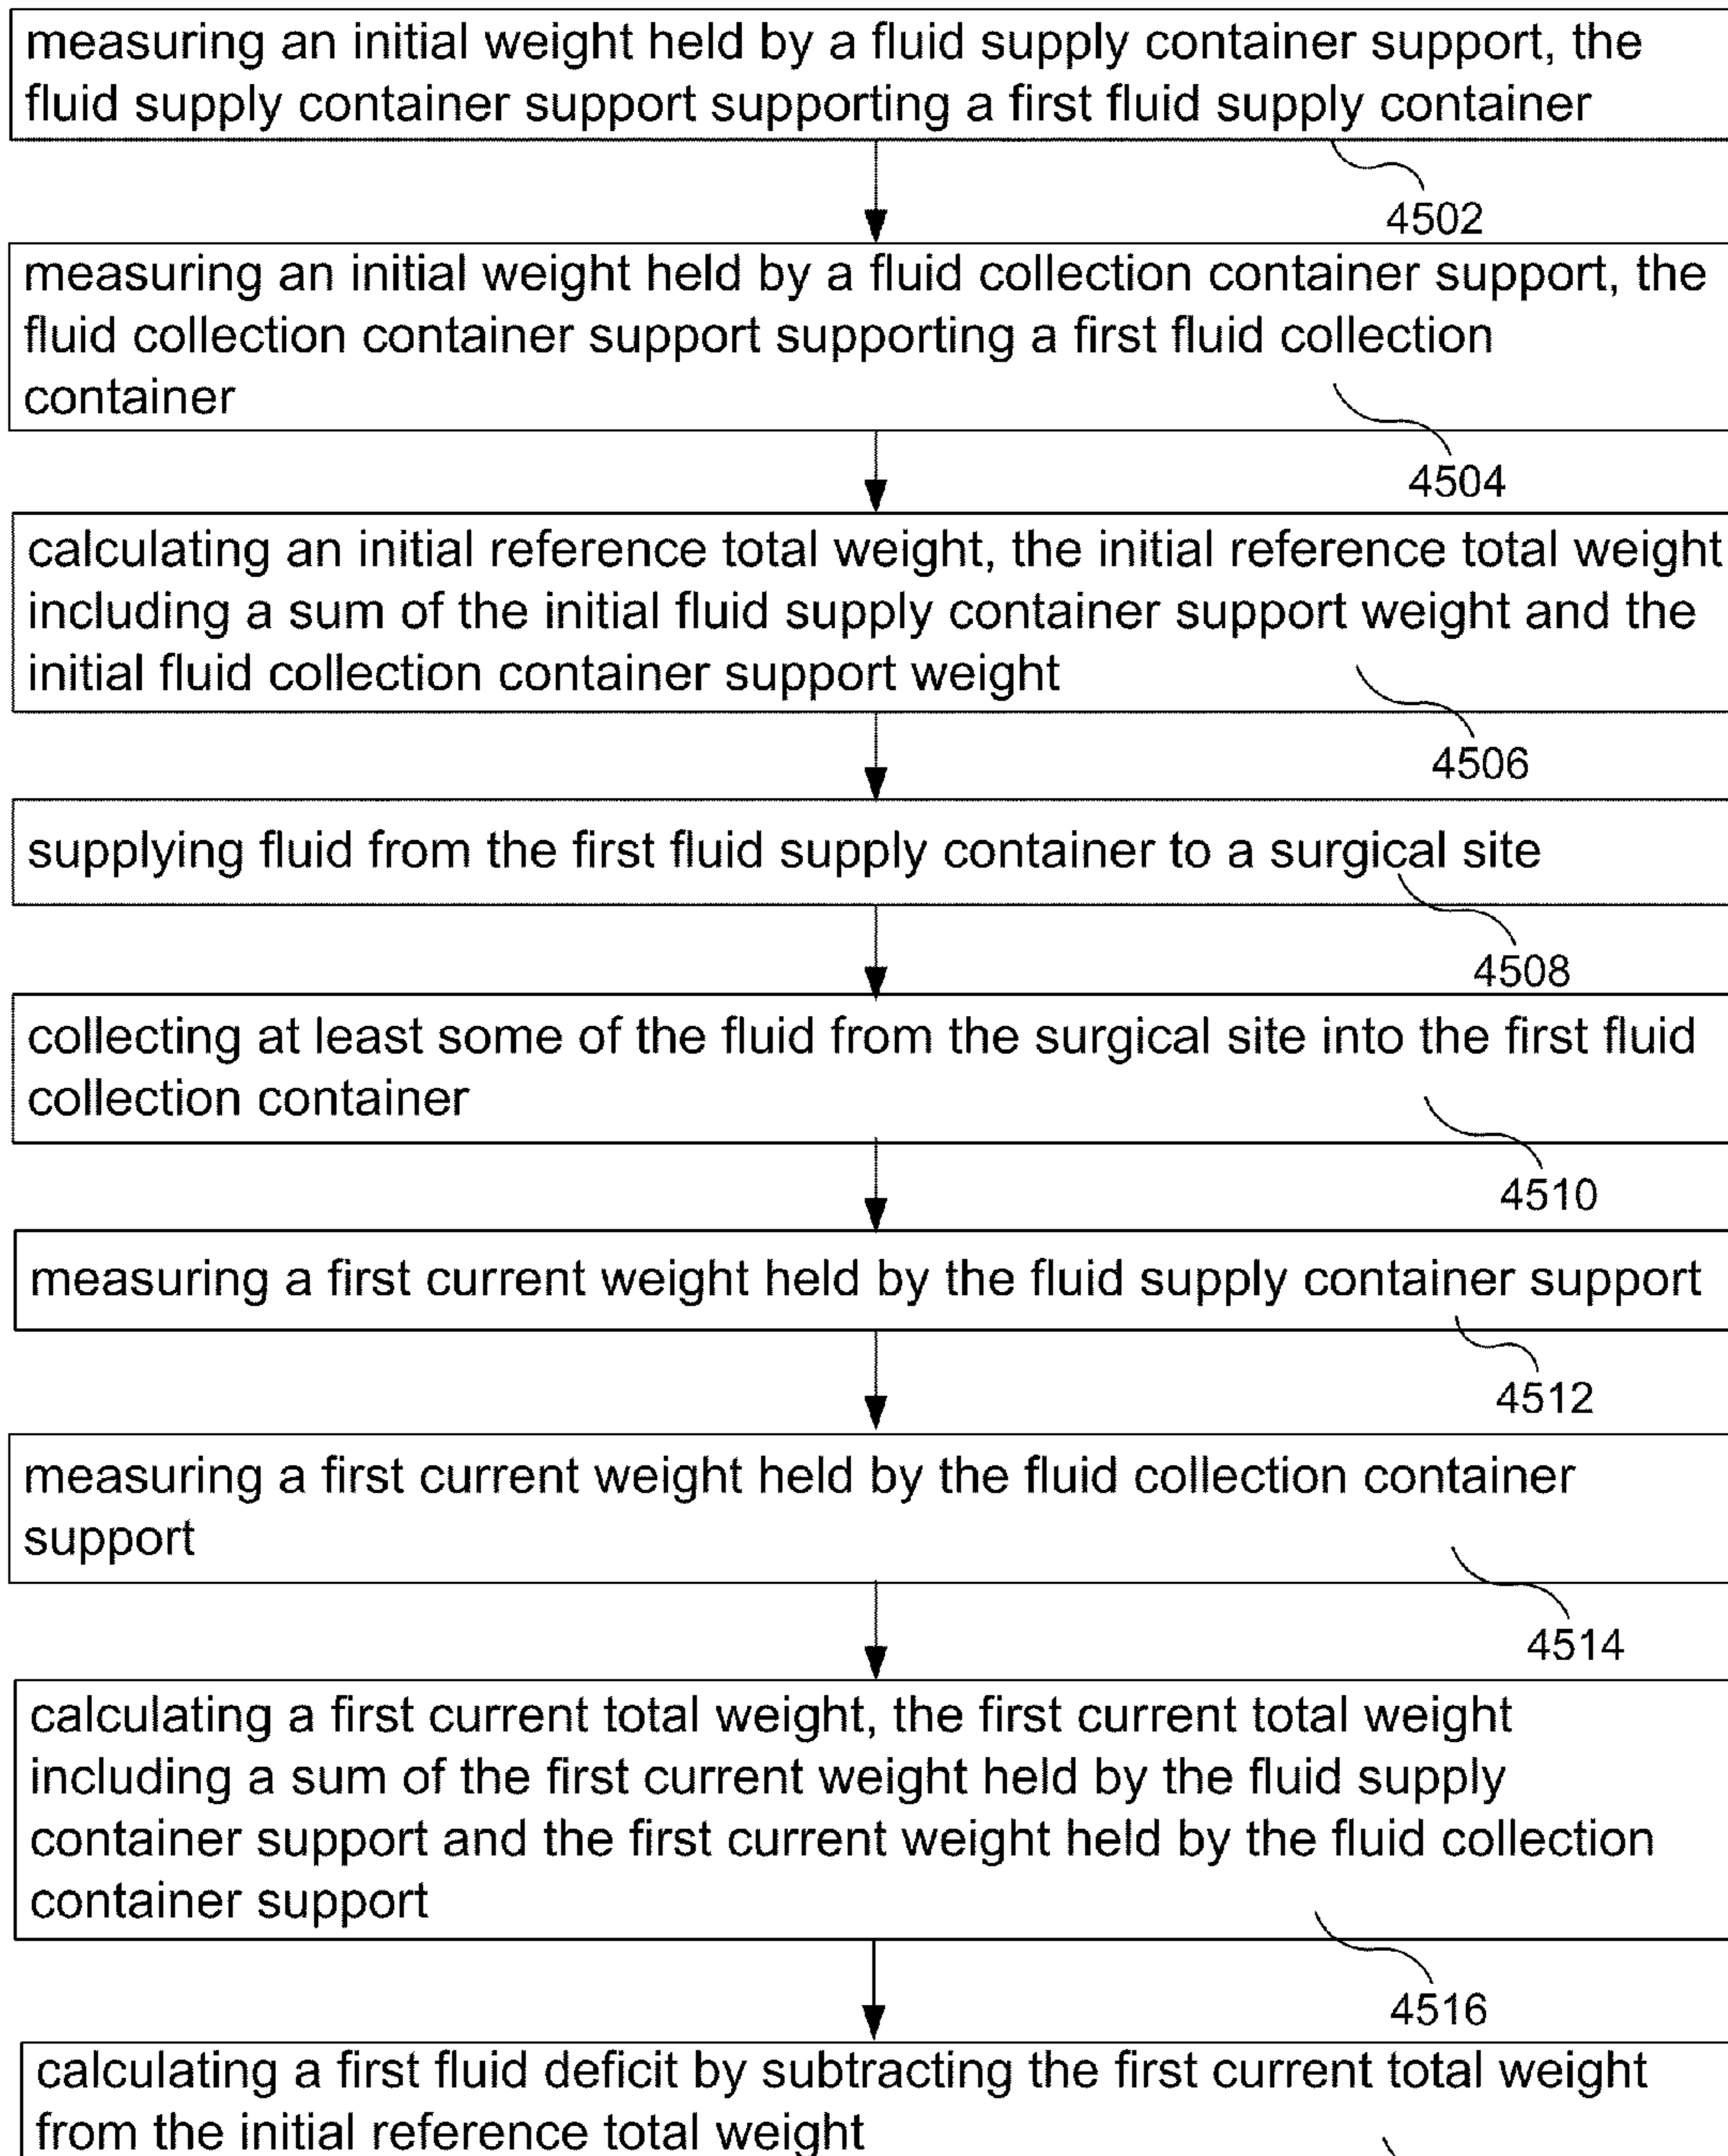 measuring an initial weight held by a fluid supply container support, the
fluid supply container support supporting a first fluid supply container
4502
measuring an initial weight held by a fluid collection container support, the
fluid collection container support supporting a first fluid collection
container
4504
calculating an initial reference total weight, the initial reference total weight
including a sum of the initial fluid supply container support weight and the
initial fluid collection container support weight
4506
supplying fluid from the first fluid supply container to a surgical site
4508
collecting at least some of the fluid from the surgical site into the first fluid
collection container
4510
measuring a first current weight held by the fluid supply container support
4512
measuring a first current weight held by the fluid collection container
support
4514
calculating a first current total weight, the first current total weight
including a sum of the first current weight held by the fluid supply
container support and the first current weight held by the fluid collection
container support
4516
calculating a first fluid deficit by subtracting the first current total weight
from the initial reference total weight